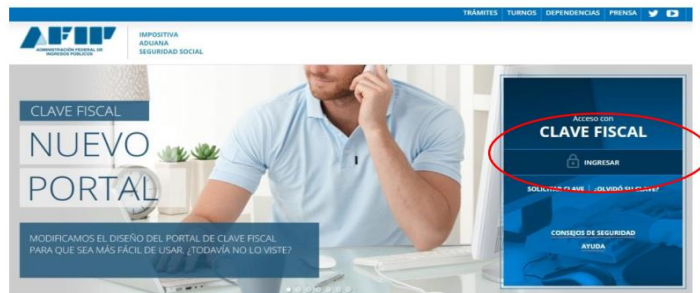 TRÁMITES TURNOS DEPENDENCIAS PRENSA
AFIP
ADMINISTRACIÓN FEDERAL DE
INGRESOS PÚBLICOS
IMPOSITIVA
ADUANA
SEGURIDAD SOCIAL
CLAVE FISCAL
NUEVO
PORTAL
MODIFICAMOS EL DISEÑO DEL PORTAL DE CLAVE FISCAL
PARA QUE SEA MÁS FÁCIL DE USAR. ¿TODAVÍA NO LO VISTE?
Acceso con
CLAVE FISCAL
INGRESAR
SOLICITAR CLAVE | ¿OLVIDÓ SU CLAVE?
CONSEJOS DE SEGURIDAD
AYUDA